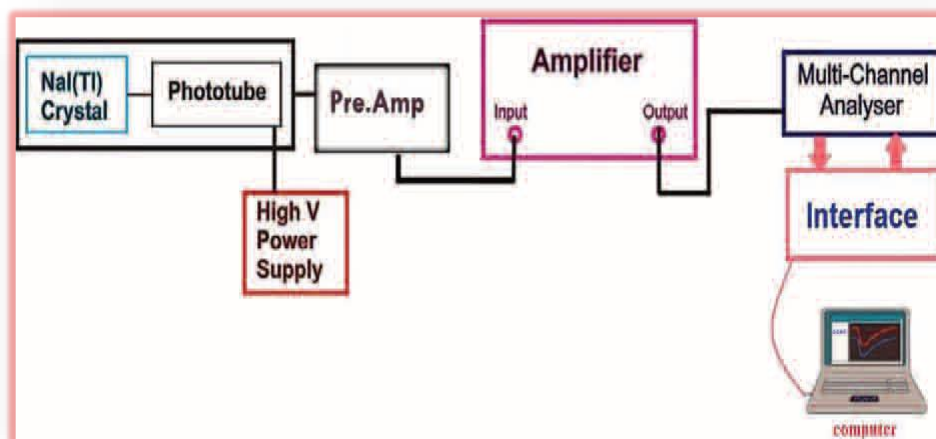 NaI(Tl)
Crystal
Phototube
Pre.Amp
High V
Power
Supply
Amplifier
Input
Output
Multi-Channel
Analyser
Interface
computer